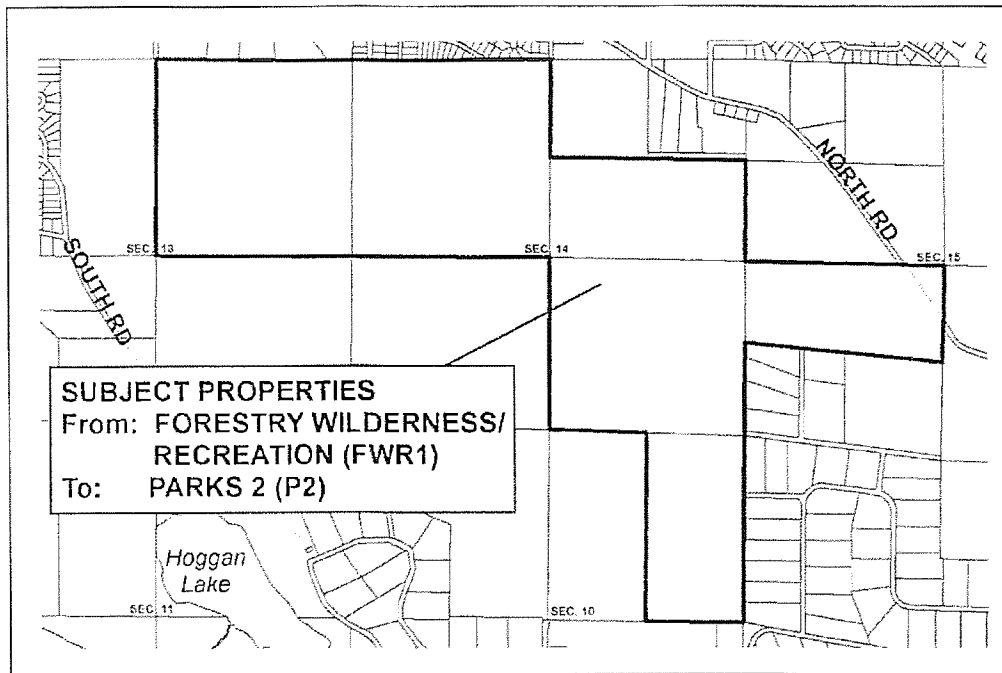 NORTH RD
SEC. 13
SEC. 14
SEC. 15
SOUTH RD
SUBJECT PROPERTIES
From: FORESTRY WILDERNESS/
RECREATION (FWR1)
To: PARKS 2 (P2)
Hoggan
Lake
SEC. 11
SEC. 10